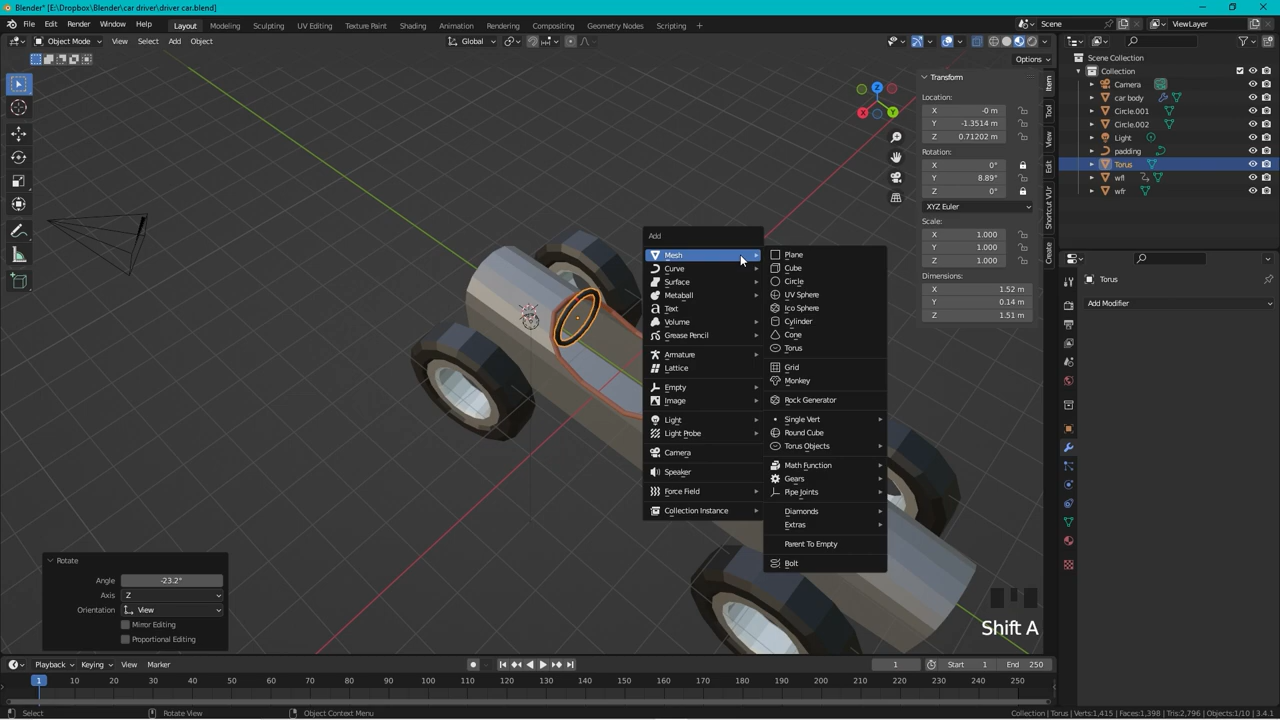 Blender* [E:\Dropbox\Blender\car driver\driver car.blend]
File Edit Render Window Help Layout Modeling Sculpting UV Editing Texture Paint Shading Animation Rendering Compositing Geometry Nodes Scripting + Scene ViewLayer
Object Mode View Select Add Object Global
Options
Transform
Location:
X -0 m
Y -1.3514 m
Z 0.71202 m
Rotation:
X 0°
Y 8.89°
Z 0°
XYZ Euler
Scale:
X 1.000
Y 1.000
Z 1.000
Dimensions:
X 1.52 m
Y 0.14 m
Z 1.51 m
Item
Tool
View
Edit
Shortcut VUr
Create
Z
X
Y
Scene Collection
Collection
Camera
car body
Circle.001
Circle.002
Light
padding
Torus
wfl
wfr
Torus
Add Modifier
Add
Mesh
Curve
Surface
Metaball
Text
Volume
Grease Pencil
Armature
Lattice
Empty
Image
Light
Light Probe
Camera
Speaker
Force Field
Collection Instance
Plane
Cube
Circle
UV Sphere
Ico Sphere
Cylinder
Cone
Torus
Grid
Monkey
Rock Generator
Single Vert
Round Cube
Torus Objects
Math Function
Gears
Pipe Joints
Diamonds
Extras
Parent To Empty
Bolt
Rotate
Angle -23.2°
Axis Z
Orientation View
Mirror Editing
Proportional Editing
Shift A
Playback Keying View Marker 1 Start 1 End 250
1 10 20 30 40 50 60 70 80 90 100 110 120 130 140 150 160 170 180 190 200 210 220 230 240 250
Select Rotate View Object Context Menu Collection | Torus | Verts:1,415 | Faces:1,398 | Tris:2,796 | Objects:1/10 | 3.4.1